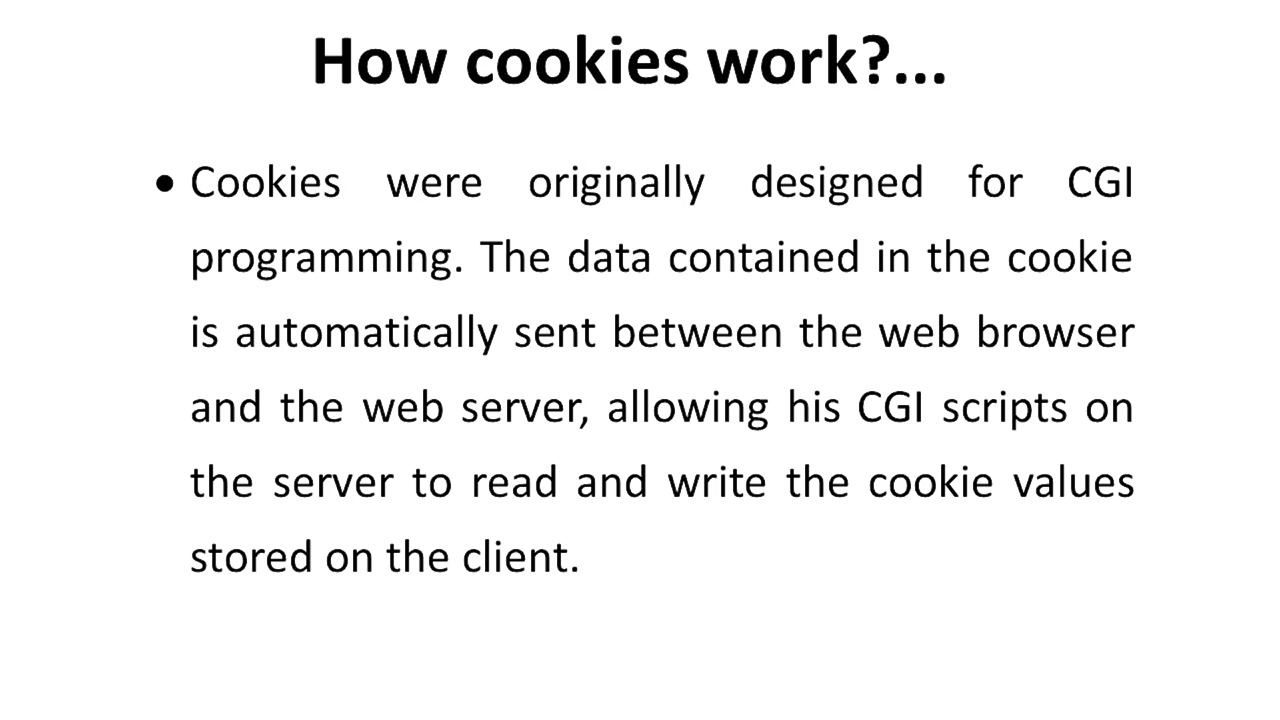 How cookies work?...
• Cookies were originally designed for CGI
programming. The data contained in the cookie
is automatically sent between the web browser
and the web server, allowing his CGI scripts on
the server to read and write the cookie values
stored on the client.